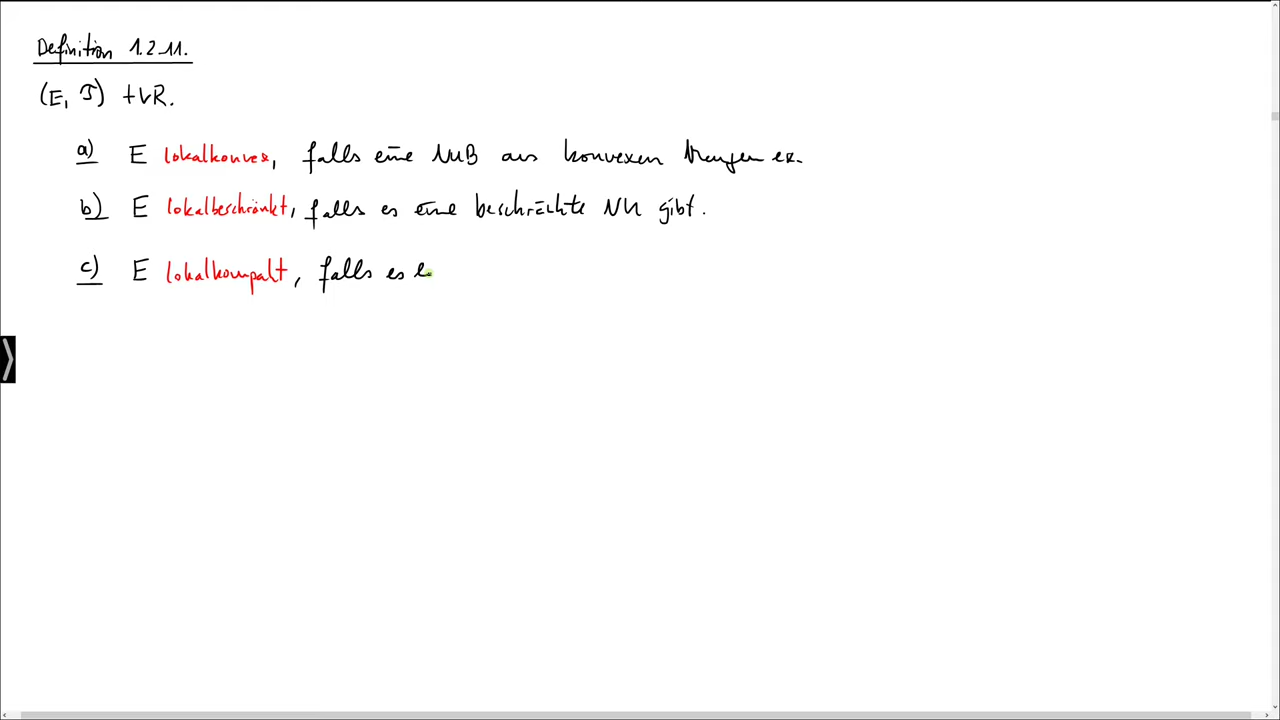 Definition 1.2.11.
(E, T) tVR.
a) E lokalkonvex, falls eine NUB aus konvexen Mengen ex.
b) E lokalbeschränkt, falls es eine beschränkte NU gibt.
c) E lokalkompakt, falls es e